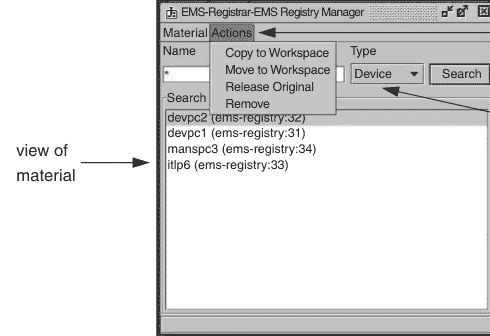 EMS-Registrar-EMS Registry Manager
Material Actions
Name Type
Copy to Workspace
Move to Workspace
Release Original
Remove
* Device Search
Search
devpc2 (ems-registry:32)
devpc1 (ems-registry:31)
manspc3 (ems-registry:34)
itlp6 (ems-registry:33)
view of
material